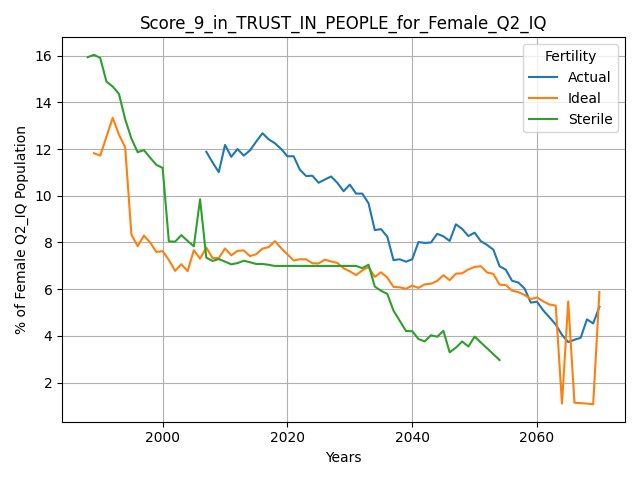 Score_9_in_TRUST_IN_PEOPLE_for_Female_Q2_IQ
% of Female Q2_IQ Population
16
14
12
10
8
6
4
2
Fertility
Actual
Ideal
Sterile
2000 2020 2040 2060
Years